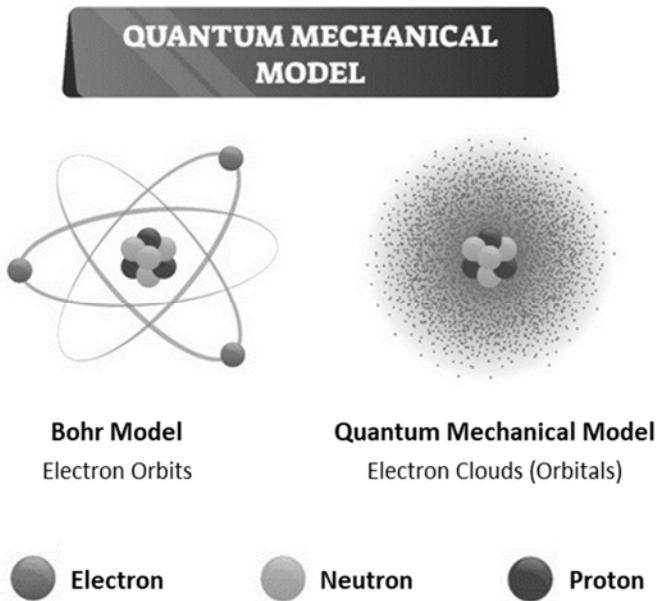 QUANTUM MECHANICAL
MODEL
Bohr Model
Electron Orbits
Quantum Mechanical Model
Electron Clouds (Orbitals)
Electron
Neutron
Proton